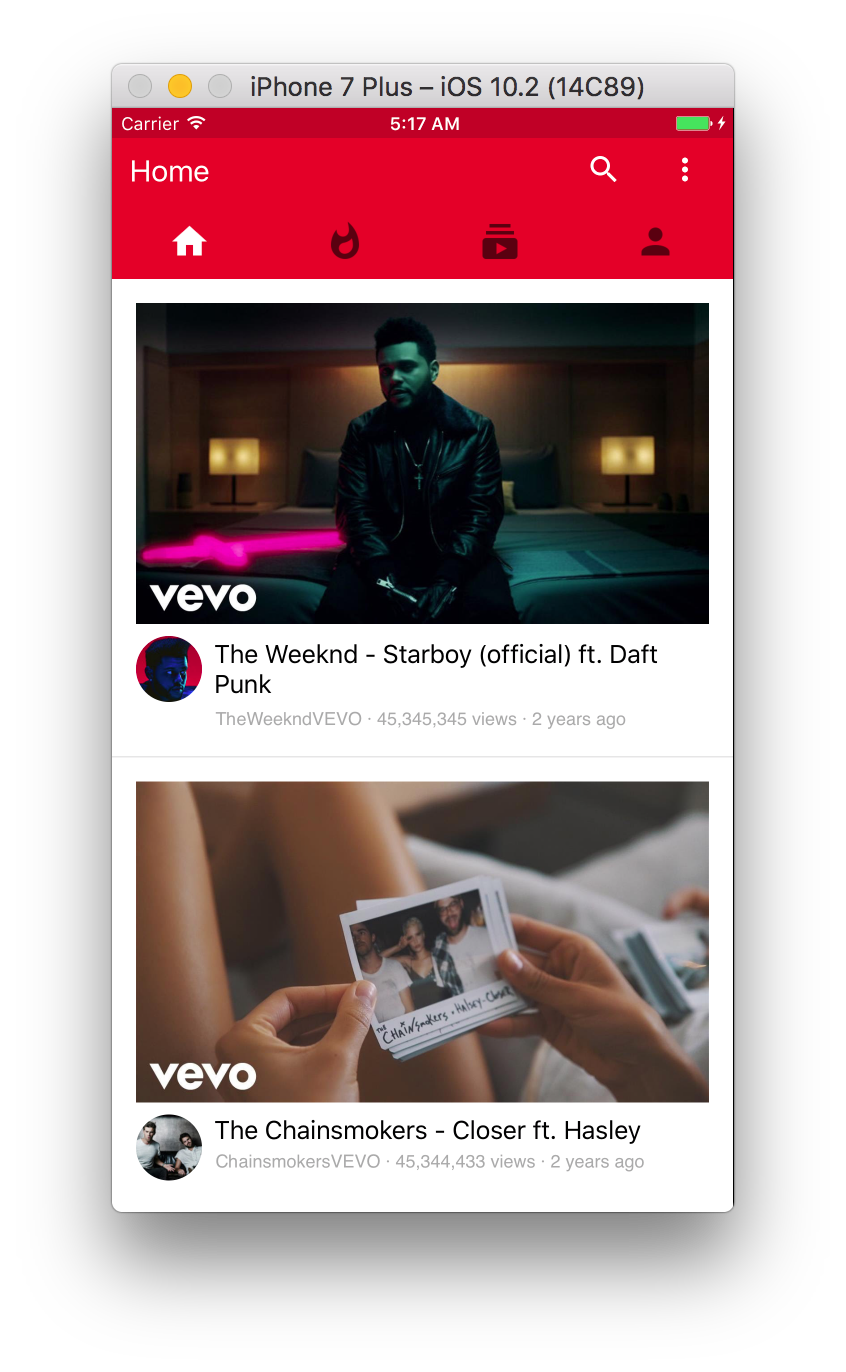 iPhone 7 Plus – iOS 10.2 (14C89)
Carrier 5:17 AM
Home
vevo
The Weeknd - Starboy (official) ft. Daft
Punk
TheWeekndVEVO · 45,345,345 views · 2 years ago
THE CHAINSMOKERS + HALSEY - CLOSER
vevo
The Chainsmokers - Closer ft. Hasley
ChainsmokersVEVO · 45,344,433 views · 2 years ago